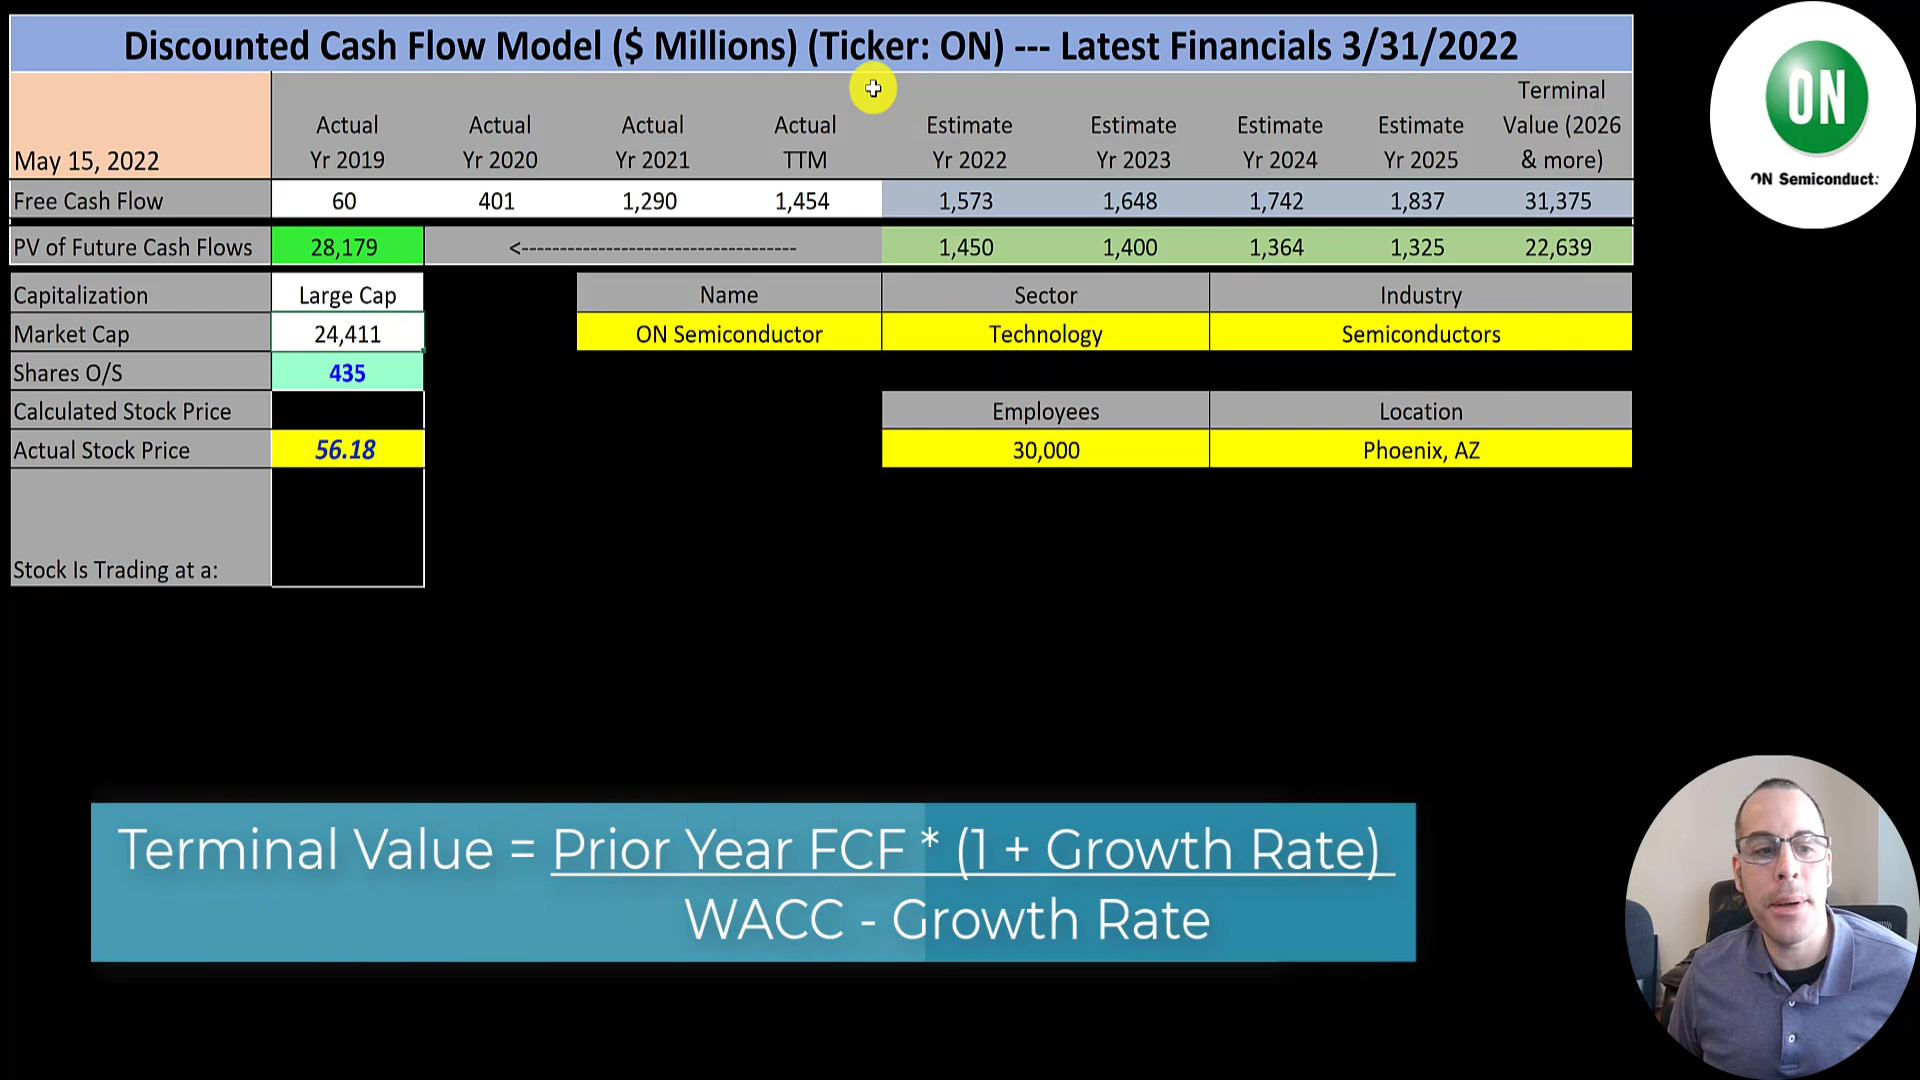 Discounted Cash Flow Model ($ Millions) (Ticker: ON) --- Latest Financials 3/31/2022
May 15, 2022 Actual Yr 2019 Actual Yr 2020 Actual Yr 2021 Actual TTM Estimate Yr 2022 Estimate Yr 2023 Estimate Yr 2024 Estimate Yr 2025 Terminal Value (2026 & more)
Free Cash Flow 60 401 1,290 1,454 1,573 1,648 1,742 1,837 31,375
PV of Future Cash Flows 28,179 <----------------------------------- 1,450 1,400 1,364 1,325 22,639
Capitalization Large Cap Name Sector Industry
Market Cap 24,411 ON Semiconductor Technology Semiconductors
Shares O/S 435
Calculated Stock Price Employees Location
Actual Stock Price 56.18 30,000 Phoenix, AZ
Stock Is Trading at a:
Terminal Value = Prior Year FCF * (1 + Growth Rate)
WACC - Growth Rate
ON
ON Semiconduct